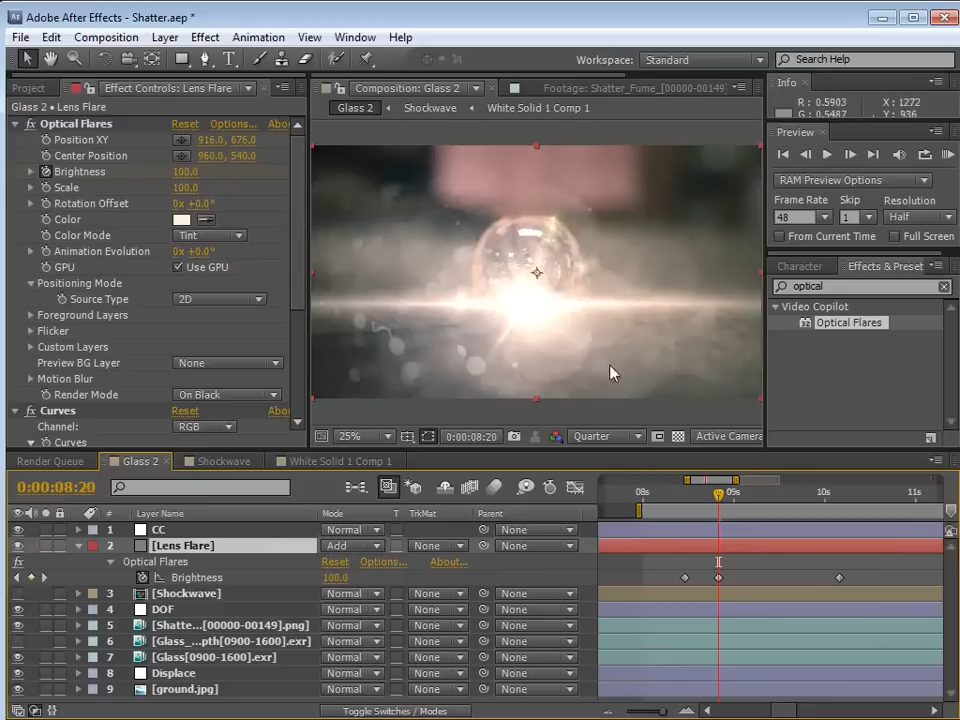 Adobe After Effects - Shatter.aep *
File Edit Composition Layer Effect Animation View Window Help
Workspace: Standard Search Help
Project Effect Controls: Lens Flare
Glass 2 • Lens Flare
Optical Flares Reset Options... Abou
Position XY 916.0, 676.0
Center Position 960.0, 540.0
Brightness 100.0
Scale 100.0
Rotation Offset 0x +0.0°
Color
Color Mode Tint
Animation Evolution 0x +0.0°
GPU Use GPU
Positioning Mode
Source Type 2D
Foreground Layers
Flicker
Custom Layers
Preview BG Layer None
Motion Blur
Render Mode On Black
Curves Reset Abou
Channel: RGB
Curves
Composition: Glass 2 Footage: Shatter_Fume_[00000-00149]
Glass 2 Shockwave White Solid 1 Comp 1
25% 0:00:08:20 Quarter Active Camera
Info
R : 0.5903 X : 1272
G : 0.5487 Y : 936
Preview
RAM Preview Options
Frame Rate Skip Resolution
48 1 Half
From Current Time Full Screen
Character Effects & Preset
optical
Video Copilot
32 Optical Flares
Render Queue Glass 2 Shockwave White Solid 1 Comp 1
0:00:08:20
# Layer Name Mode T TrkMat Parent
08s 09s 10s 11s
1 CC Normal None
2 [Lens Flare] Add None None
Optical Flares Reset Options... About...
Brightness 100.0
3 [Shockwave] Normal None None
4 DOF Normal None None
5 [Shatte...[00000-00149].png] Normal None None
6 [Glass_...pth[0900-1600].exr] Normal None None
7 [Glass[0900-1600].exr] Normal None None
8 Displace Normal None None
9 [ground.jpg] Normal None None
Toggle Switches / Modes